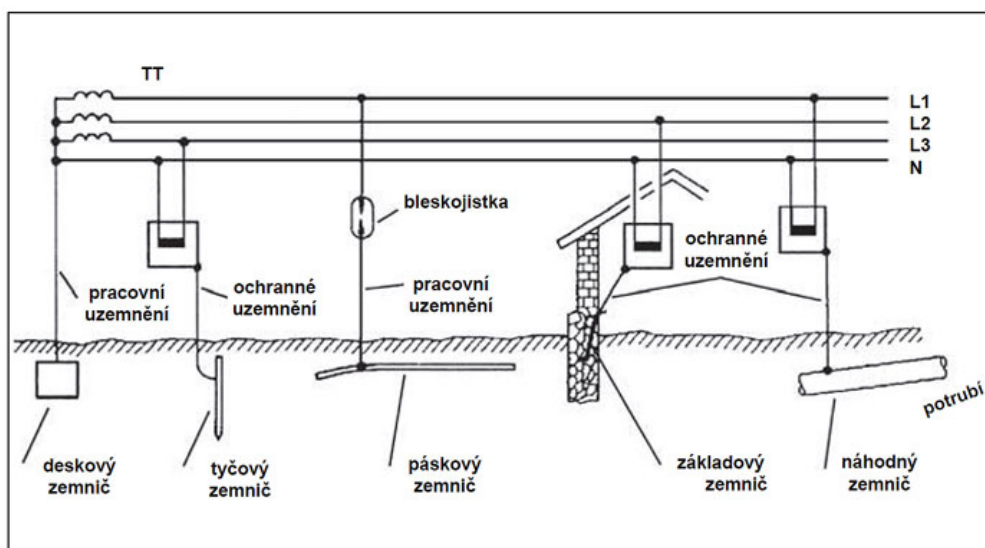 TT
L1
L2
L3
N
bleskojistka
ochranné
uzemnění
pracovní
uzemnění
ochranné
uzemnění
pracovní
uzemnění
potrubí
deskový
zemnič
tyčový
zemnič
páskový
zemnič
základový
zemnič
náhodný
zemnič